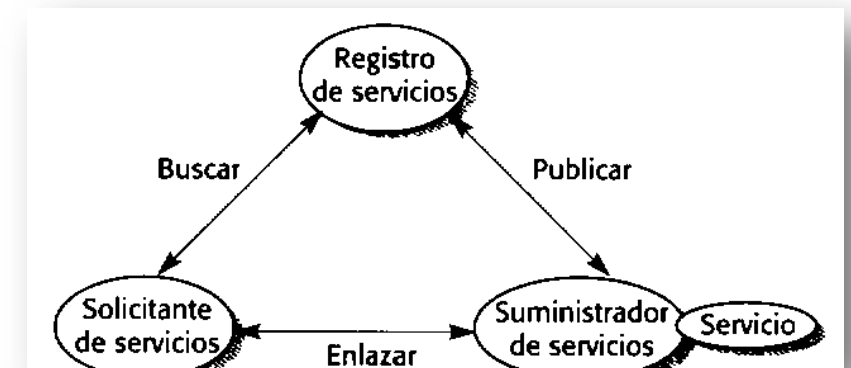 Registro
de servicios
Buscar
Publicar
Solicitante
de servicios
Suministrador
de servicios
Servicio
Enlazar